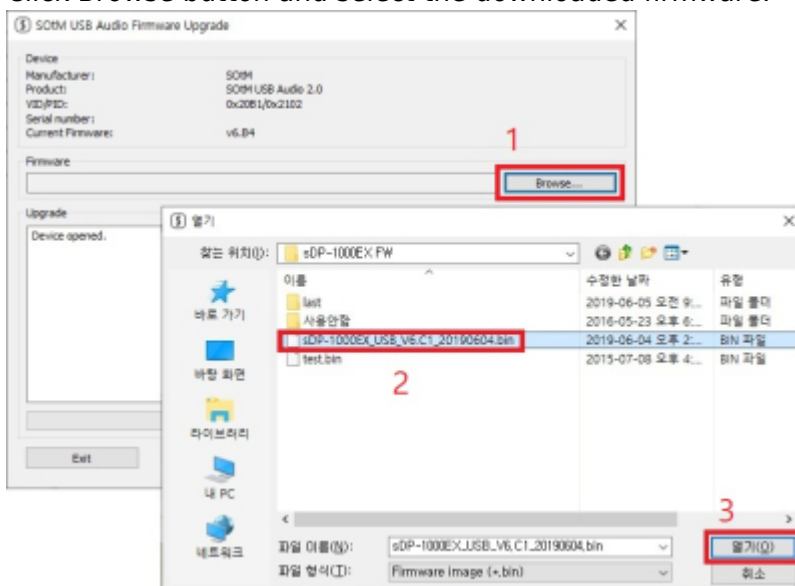 Click Browse button and select the downloaded firmware.
SOtM USB Audio Firmware Upgrade
Device
Manufacturer: SOtM
Product: SOtM USB Audio 2.0
VID/PID: 0x20B1/0x2102
Serial number:
Current Firmware: v6.B4
1
Firmware
Browse...
Upgrade
Device opened.
열기
찾는 위치(I): sDP-1000EX FW
이름 수정한 날짜 유형
last 2019-06-05 오전 9:... 파일 폴더
사용안함 2016-05-23 오후 6:... 파일 폴더
sDP-1000EX_USB_V6.C1_20190604.bin 2019-06-04 오후 2:... BIN 파일
test.bin 2015-07-08 오후 4:... BIN 파일
2
바로 가기
바탕 화면
라이브러리
내 PC
네트워크
Exit
3
파일 이름(N): sDP-1000EX_USB_V6.C1_20190604.bin 열기(O)
파일 형식(T): Firmware image (*.bin) 취소